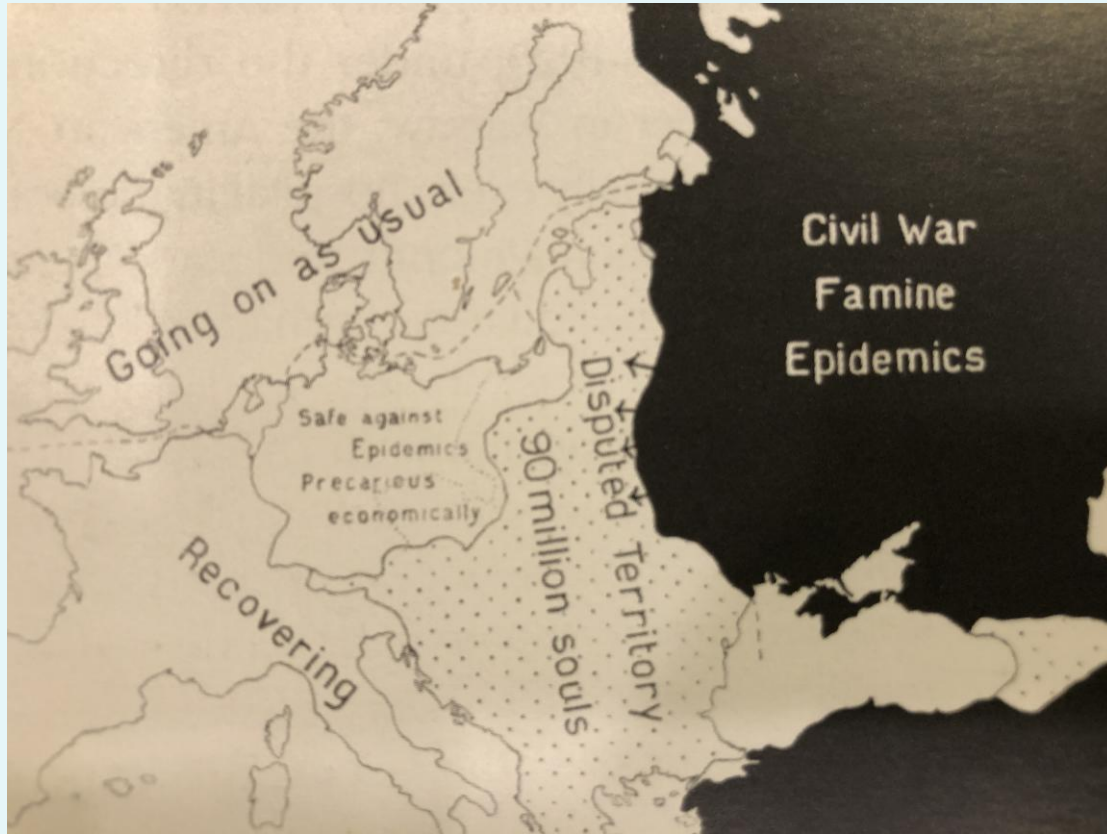 Going on as usual
Civil War
Famine
Epidemics
Safe against
Epidemics
Precarious
economically
Disputed Territory
90 million souls
Recovering